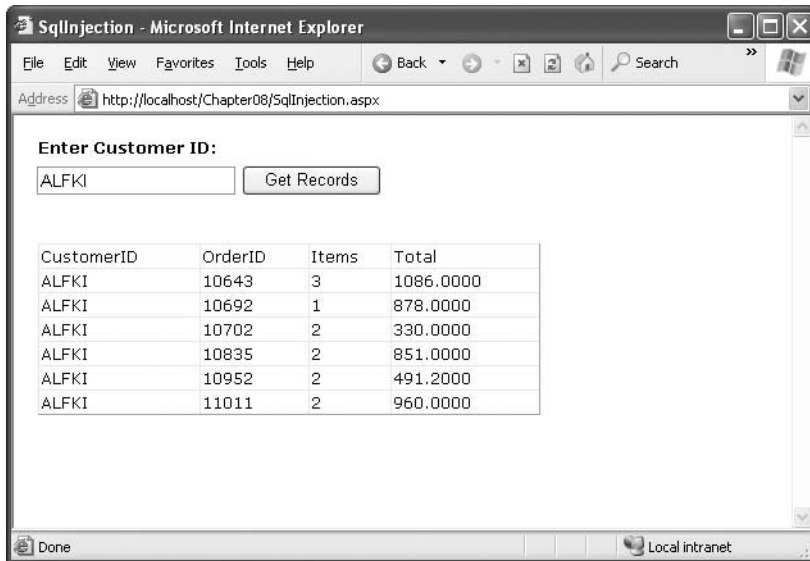 SqlInjection - Microsoft Internet Explorer
File Edit View Favorites Tools Help Back Search »
Address http://localhost/Chapter08/SqlInjection.aspx
Enter Customer ID:
ALFKI Get Records
CustomerID OrderID Items Total
ALFKI 10643 3 1086.0000
ALFKI 10692 1 878.0000
ALFKI 10702 2 330.0000
ALFKI 10835 2 851.0000
ALFKI 10952 2 491.2000
ALFKI 11011 2 960.0000
Done Local intranet